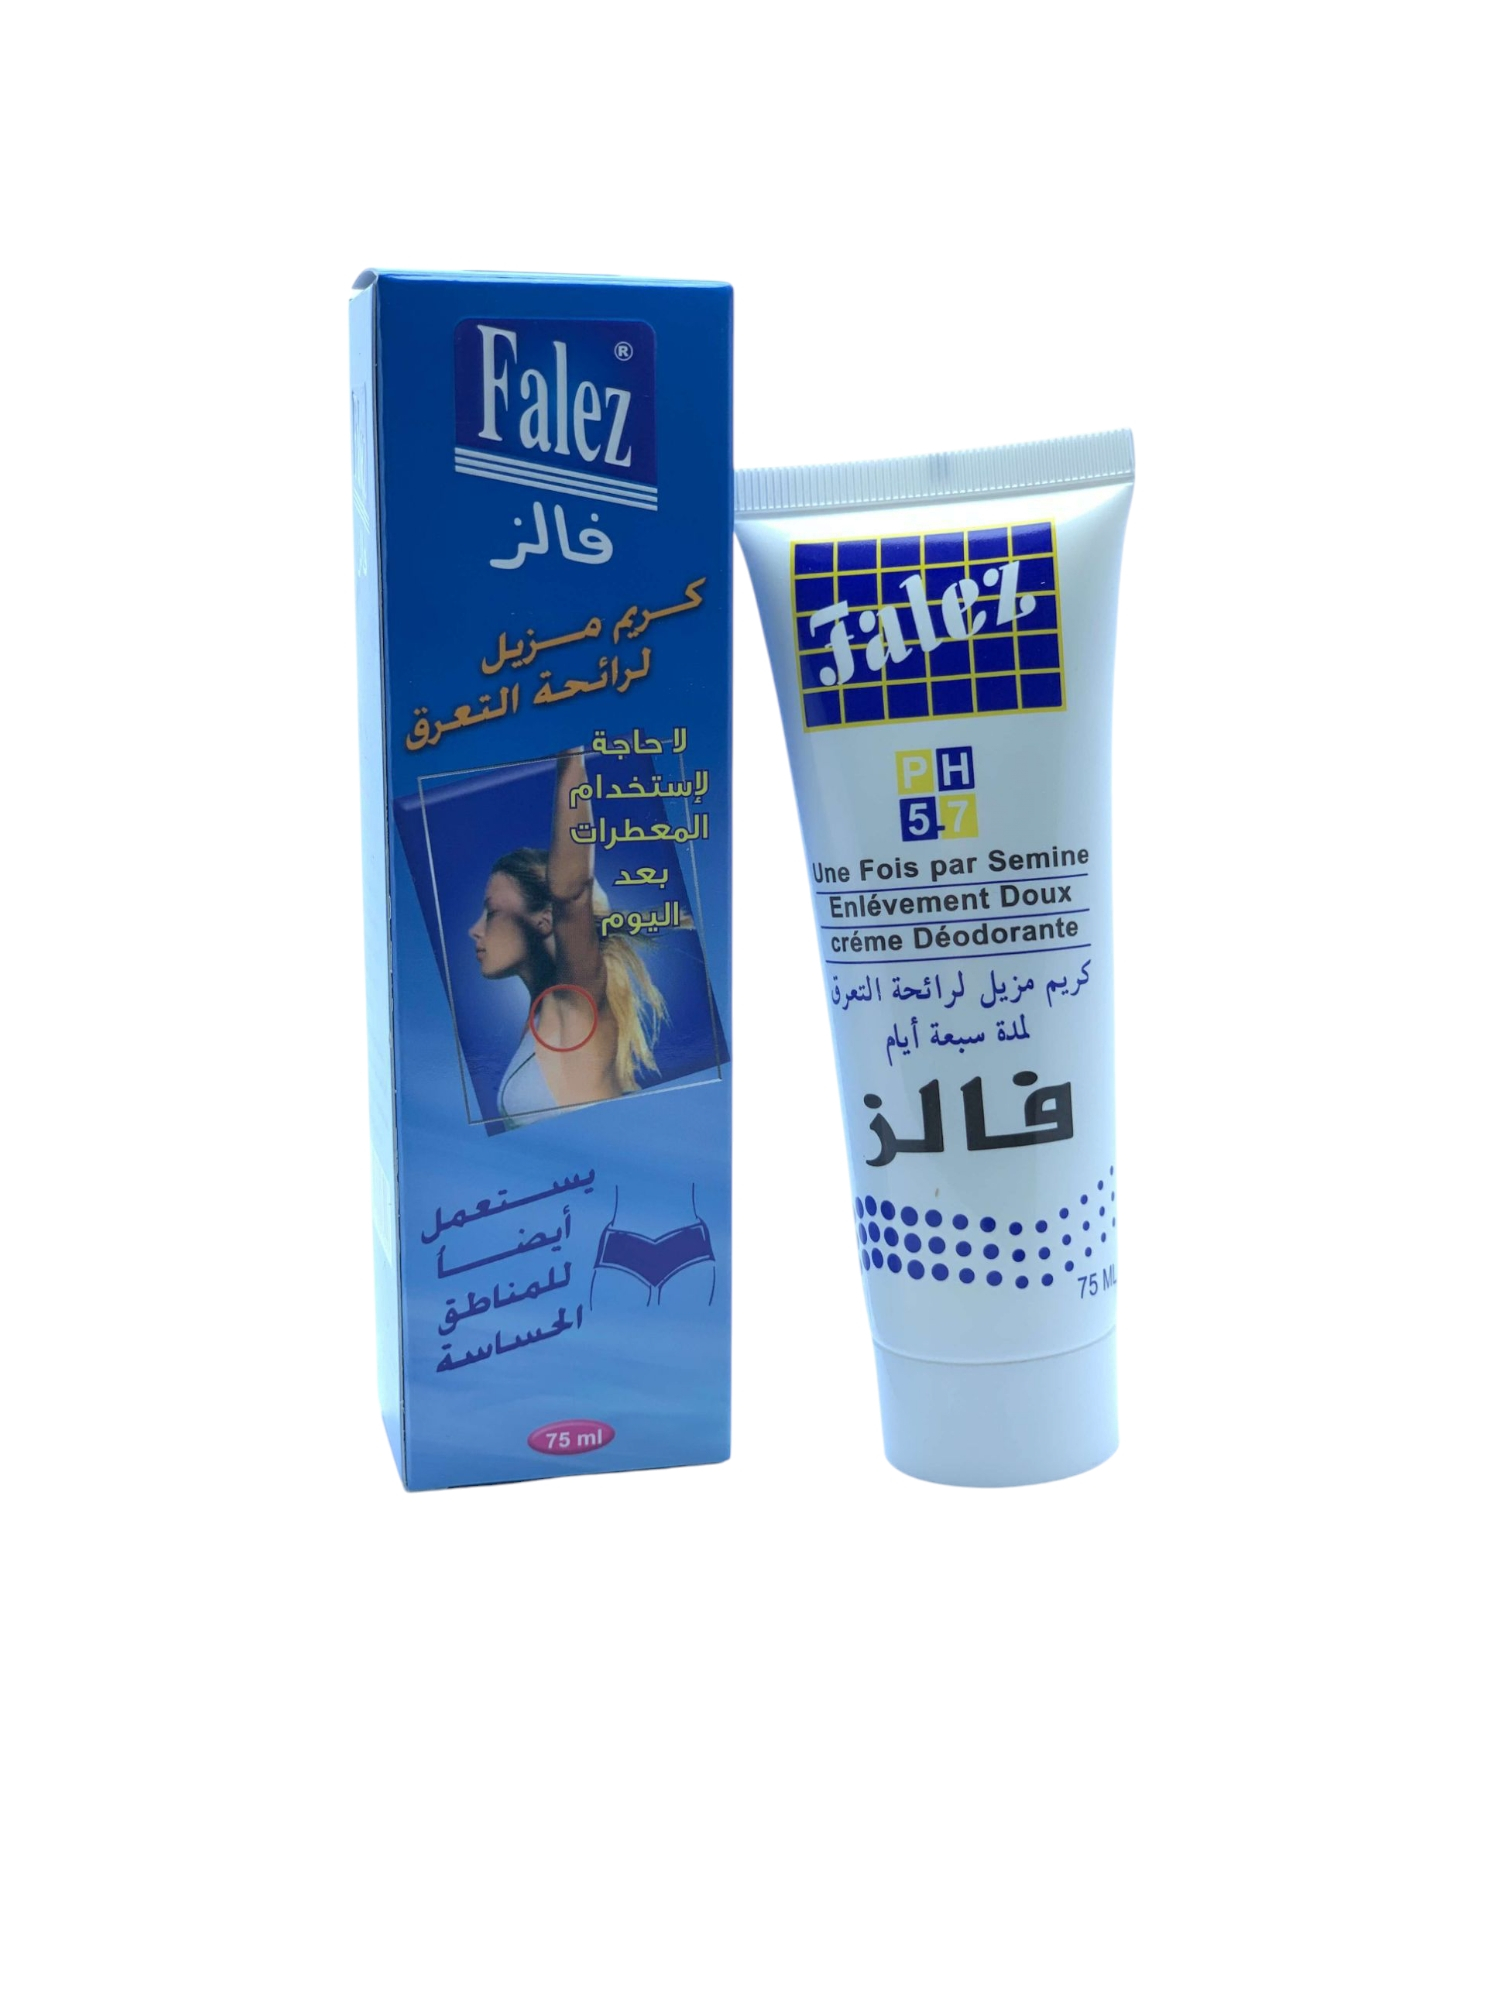 Falez®
فالز
كريم مزيل
لرائحة التعرق
لا حاجة
لإستخدام
المعطرات
بعد
اليوم
يستعمل
أيضاً
للمناطق
الحساسة
75 ml
Falez
PH
5.7
Une Fois par Semine
Enlévement Doux
créme Déodorante
كريم مزيل لرائحة التعرق
لمدة سبعة أيام
فالز
75 ML